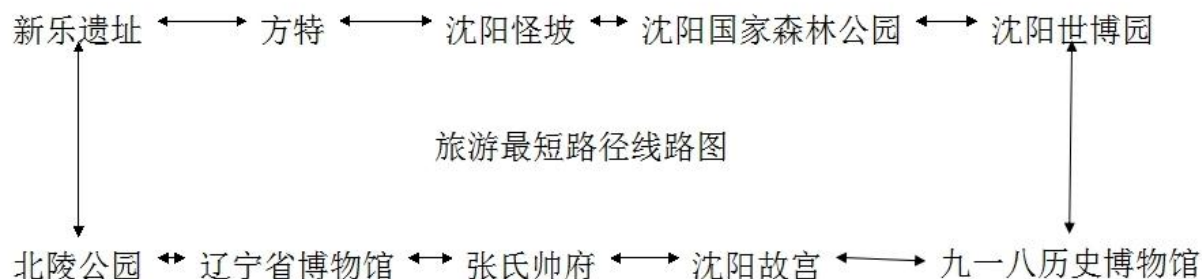 新乐遗址 方特 沈阳怪坡 沈阳国家森林公园 沈阳世博园
旅游最短路径线路图
北陵公园 辽宁省博物馆 张氏帅府 沈阳故宫 九一八历史博物馆